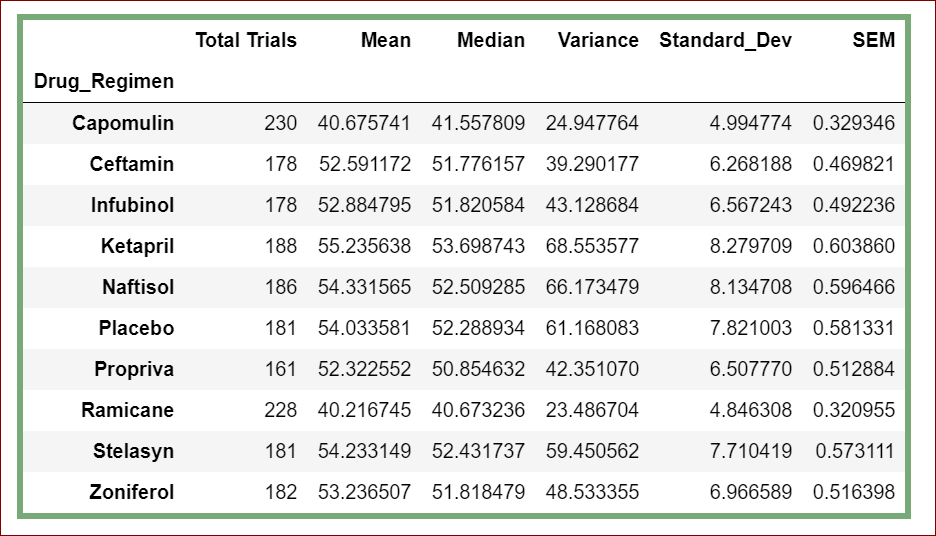 Total Trials Mean Median Variance Standard_Dev SEM
Drug_Regimen
Capomulin 230 40.675741 41.557809 24.947764 4.994774 0.329346
Ceftamin 178 52.591172 51.776157 39.290177 6.268188 0.469821
Infubinol 178 52.884795 51.820584 43.128684 6.567243 0.492236
Ketapril 188 55.235638 53.698743 68.553577 8.279709 0.603860
Naftisol 186 54.331565 52.509285 66.173479 8.134708 0.596466
Placebo 181 54.033581 52.288934 61.168083 7.821003 0.581331
Propriva 161 52.322552 50.854632 42.351070 6.507770 0.512884
Ramicane 228 40.216745 40.673236 23.486704 4.846308 0.320955
Stelasyn 181 54.233149 52.431737 59.450562 7.710419 0.573111
Zoniferol 182 53.236507 51.818479 48.533355 6.966589 0.516398